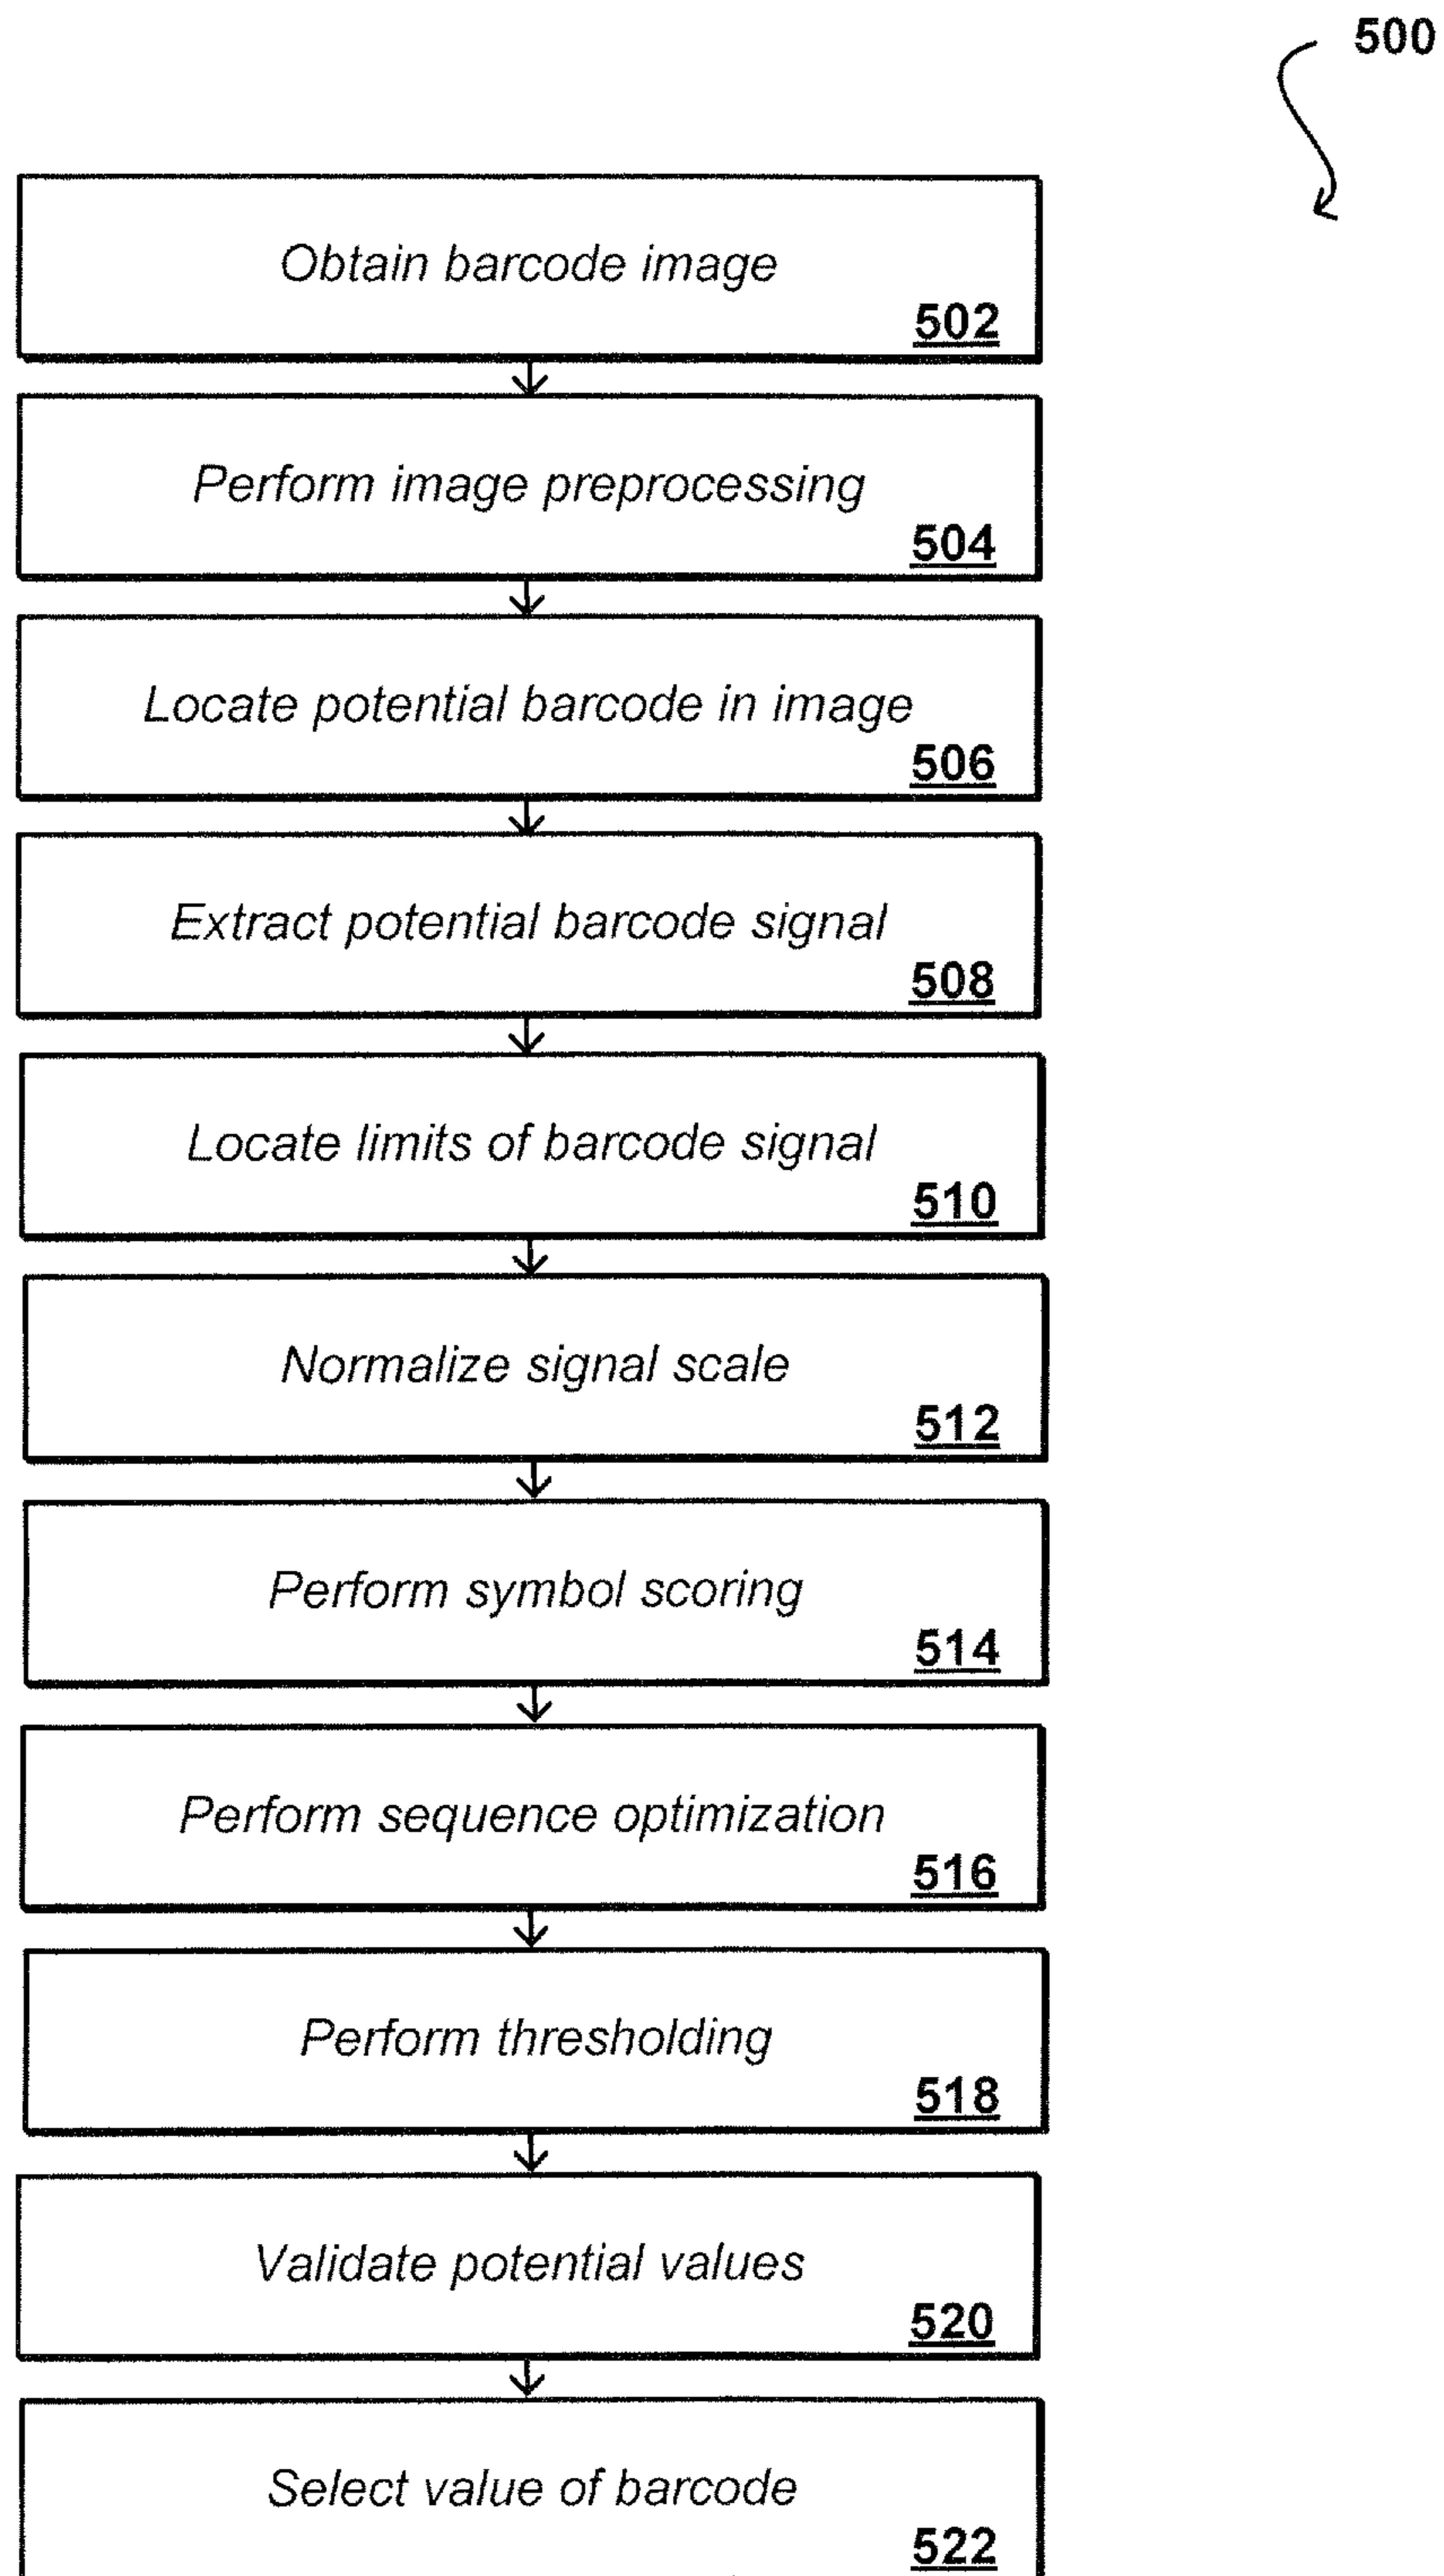 500
Obtain barcode image
502
Perform image preprocessing
504
Locate potential barcode in image
506
Extract potential barcode signal
508
Locate limits of barcode signal
510
Normalize signal scale
512
Perform symbol scoring
514
Perform sequence optimization
516
Perform thresholding
518
Validate potential values
520
Select value of barcode
522